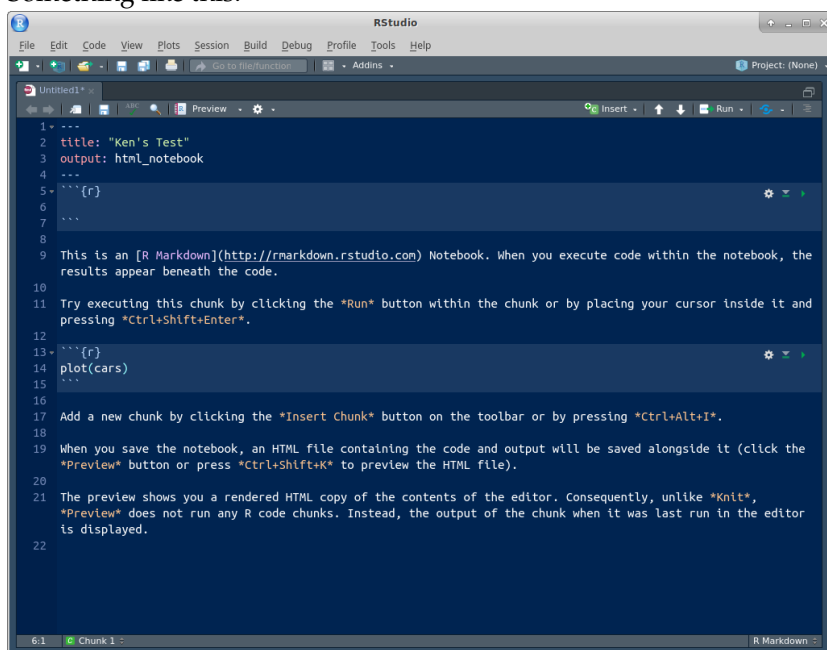 Something like this:
RStudio
File Edit Code View Plots Session Build Debug Profile Tools Help
Go to file/function Addins Project: (None)
Untitled1*
ABC Preview Insert Run
1 ---
2 title: "Ken's Test"
3 output: html_notebook
4 ---
5 ```{r}
6
7 ```
8
9 This is an [R Markdown](http://rmarkdown.rstudio.com) Notebook. When you execute code within the notebook, the
results appear beneath the code.
10
11 Try executing this chunk by clicking the *Run* button within the chunk or by placing your cursor inside it and
pressing *Ctrl+Shift+Enter*.
12
13 ```{r}
14 plot(cars)
15 ```
16
17 Add a new chunk by clicking the *Insert Chunk* button on the toolbar or by pressing *Ctrl+Alt+I*.
18
19 When you save the notebook, an HTML file containing the code and output will be saved alongside it (click the
*Preview* button or press *Ctrl+Shift+K* to preview the HTML file).
20
21 The preview shows you a rendered HTML copy of the contents of the editor. Consequently, unlike *Knit*,
*Preview* does not run any R code chunks. Instead, the output of the chunk when it was last run in the editor
is displayed.
22
6:1 C Chunk 1 R Markdown